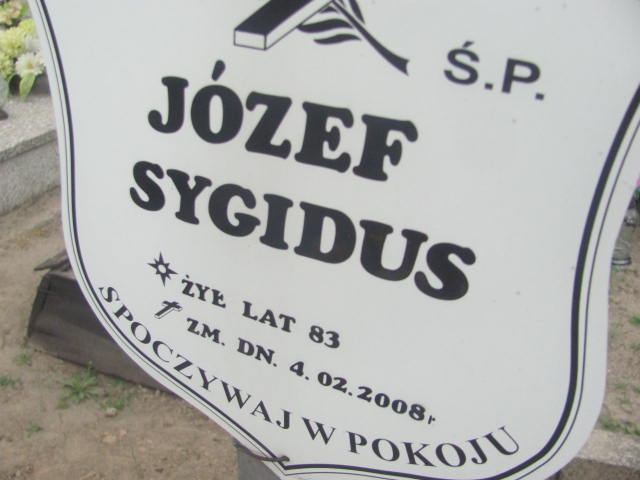 Ś.P.
JÓZEF
SYGIDUS
ŻYŁ LAT 83
ZM. DN. 4.02.2008r
SPOCZYWAJ W POKOJU